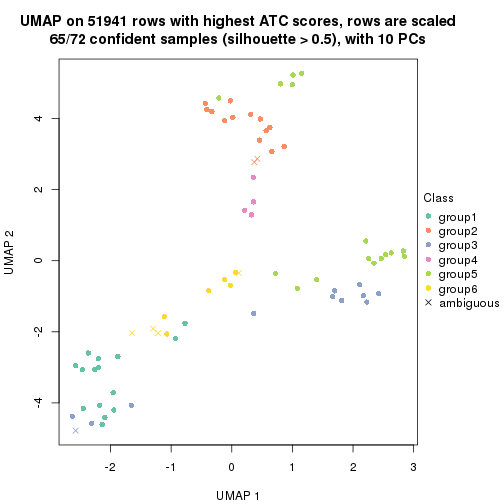 UMAP on 51941 rows with highest ATC scores, rows are scaled
65/72 confident samples (silhouette > 0.5), with 10 PCs
4
2
0
-2
-4
UMAP 2
-2
-1
0
1
2
3
UMAP 1
Class
group1
group2
group3
group4
group5
group6
ambiguous